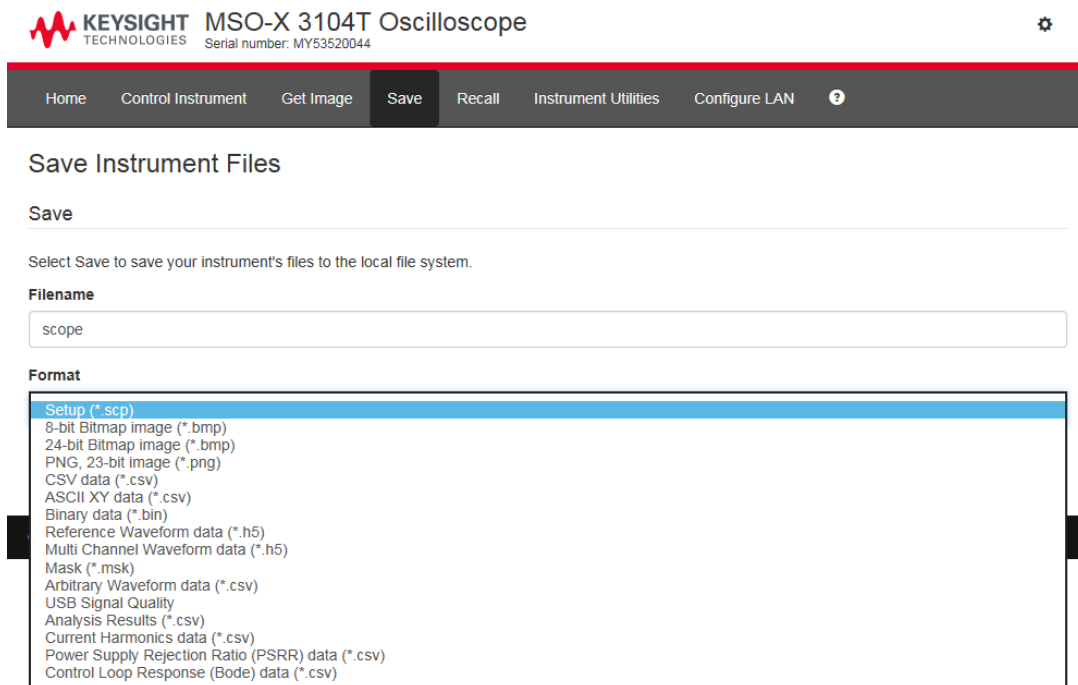 KEYSIGHT TECHNOLOGIES MSO-X 3104T Oscilloscope
Serial number: MY53520044
Home Control Instrument Get Image Save Recall Instrument Utilities Configure LAN ?
Save Instrument Files
Save
Select Save to save your instrument's files to the local file system.
Filename
scope
Format
Setup (*.scp)
8-bit Bitmap image (*.bmp)
24-bit Bitmap image (*.bmp)
PNG, 23-bit image (*.png)
CSV data (*.csv)
ASCII XY data (*.csv)
Binary data (*.bin)
Reference Waveform data (*.h5)
Multi Channel Waveform data (*.h5)
Mask (*.msk)
Arbitrary Waveform data (*.csv)
USB Signal Quality
Analysis Results (*.csv)
Current Harmonics data (*.csv)
Power Supply Rejection Ratio (PSRR) data (*.csv)
Control Loop Response (Bode) data (*.csv)